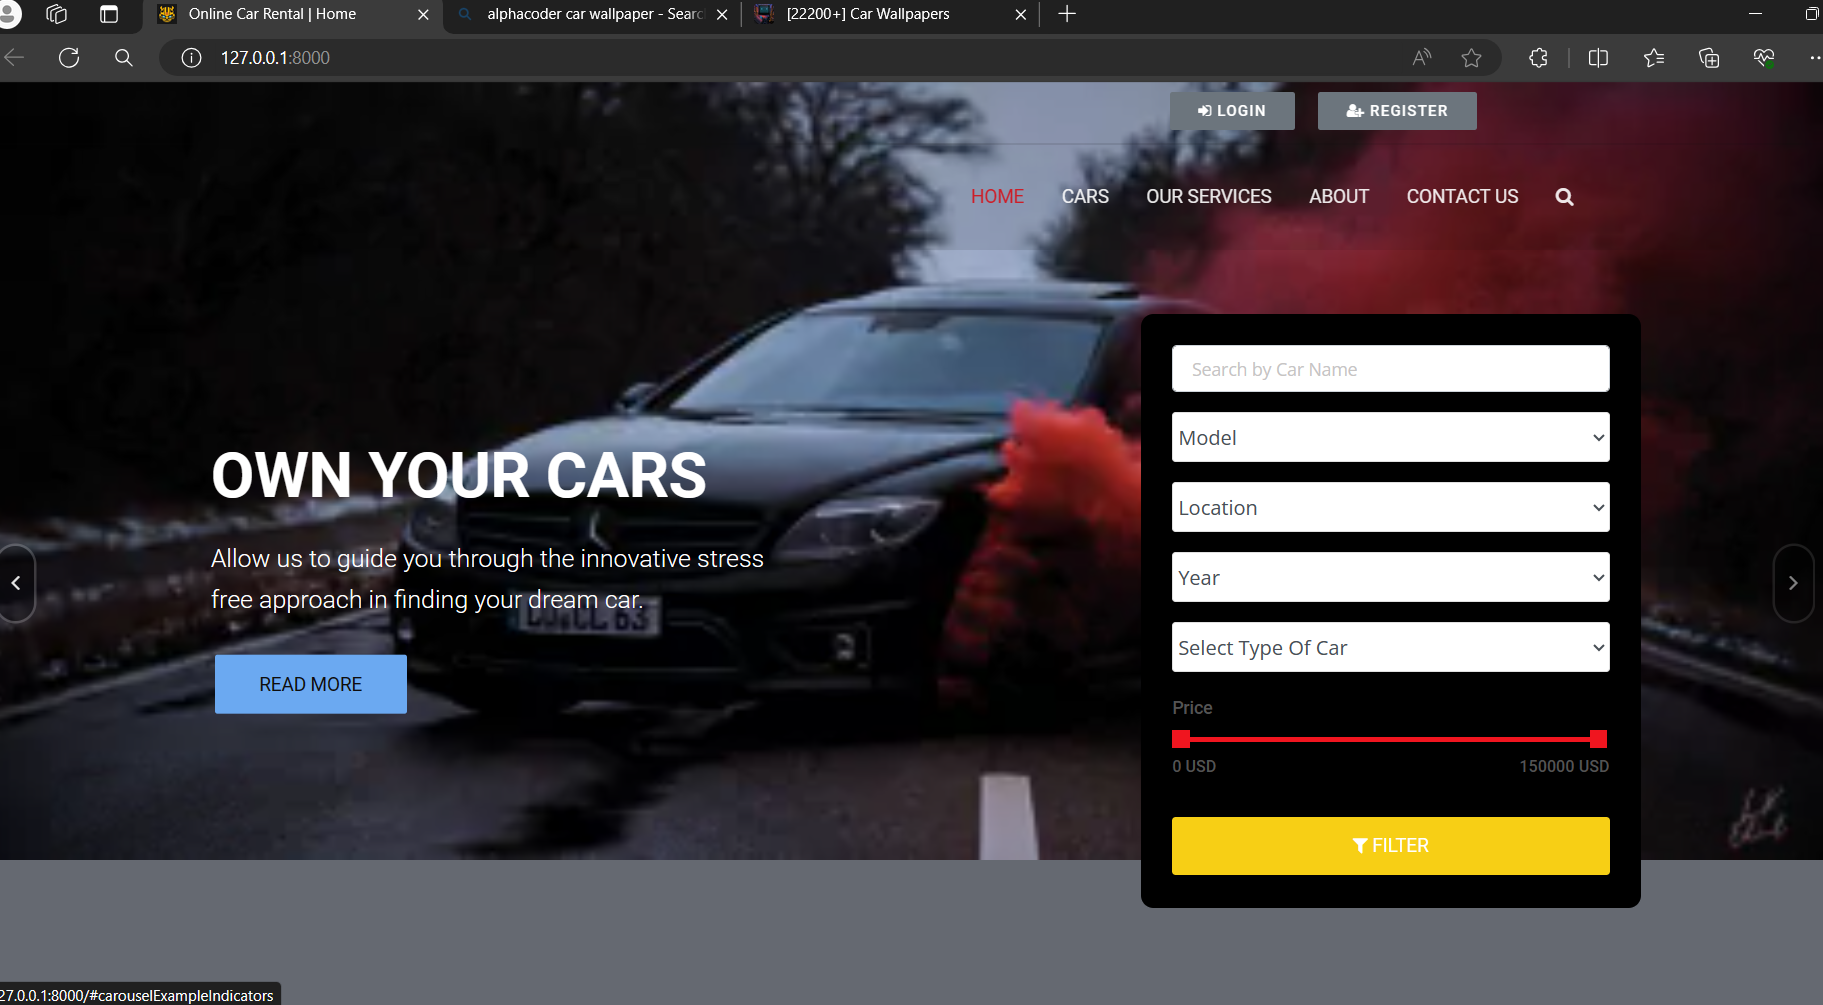 Online Car Rental | Home
alphacoder car wallpaper - Searc
[22200+] Car Wallpapers
127.0.0.1:8000
LOGIN
REGISTER
HOME
CARS
OUR SERVICES
ABOUT
CONTACT US
Search by Car Name
Model
Location
Year
Select Type Of Car
Price
0 USD
150000 USD
FILTER
OWN YOUR CARS
Allow us to guide you through the innovative stress
free approach in finding your dream car.
READ MORE
27.0.0.1:8000/#carouselExampleIndicators